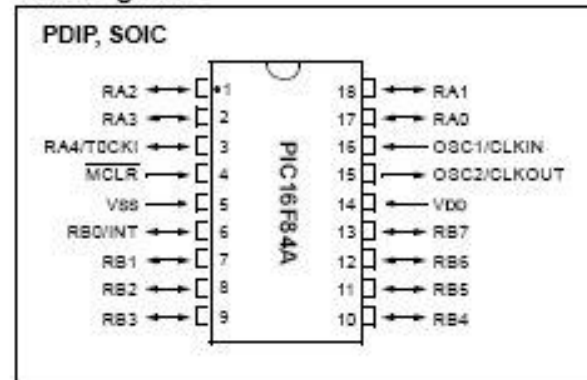 PDIP, SOIC
RA2 1 18 RA1
RA3 2 17 RA0
RA4/T0CKI 3 16 OSC1/CLKIN
MCLR 4 15 OSC2/CLKOUT
VSS 5 14 VDD
RB0/INT 6 13 RB7
RB1 7 12 RB6
RB2 8 11 RB5
RB3 9 10 RB4
PIC16F84A